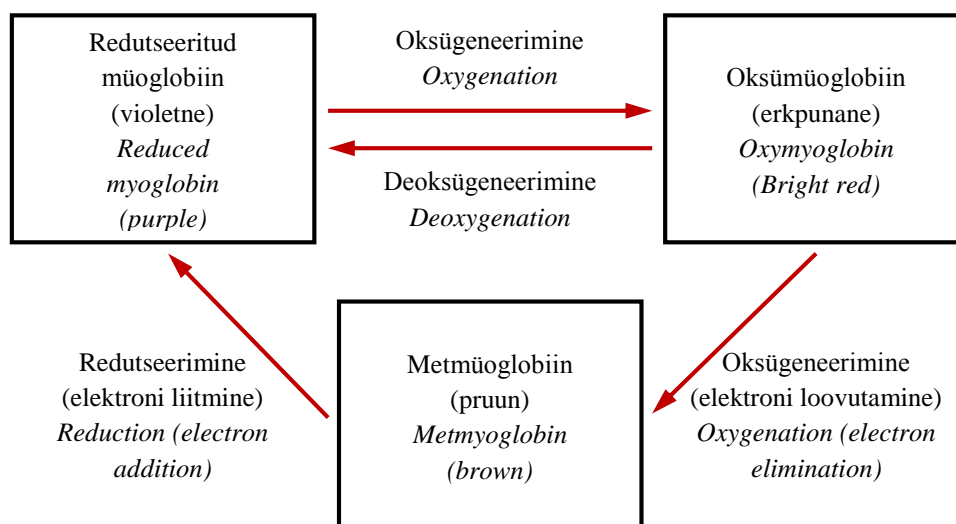 Redutseeritud
müoglobiin
(violetne)
Reduced
myoglobin
(purple)
Oksügeneerimine
Oxygenation
Deoksügeneerimine
Deoxygenation
Oksümüoglobiin
(erkpunane)
Oxymyoglobin
(Bright red)
Redutseerimine
(elektroni liitmine)
Reduction (electron
addition)
Metmüoglobiin
(pruun)
Metmyoglobin
(brown)
Oksügeneerimine
(elektroni loovutamine)
Oxygenation (electron
elimination)